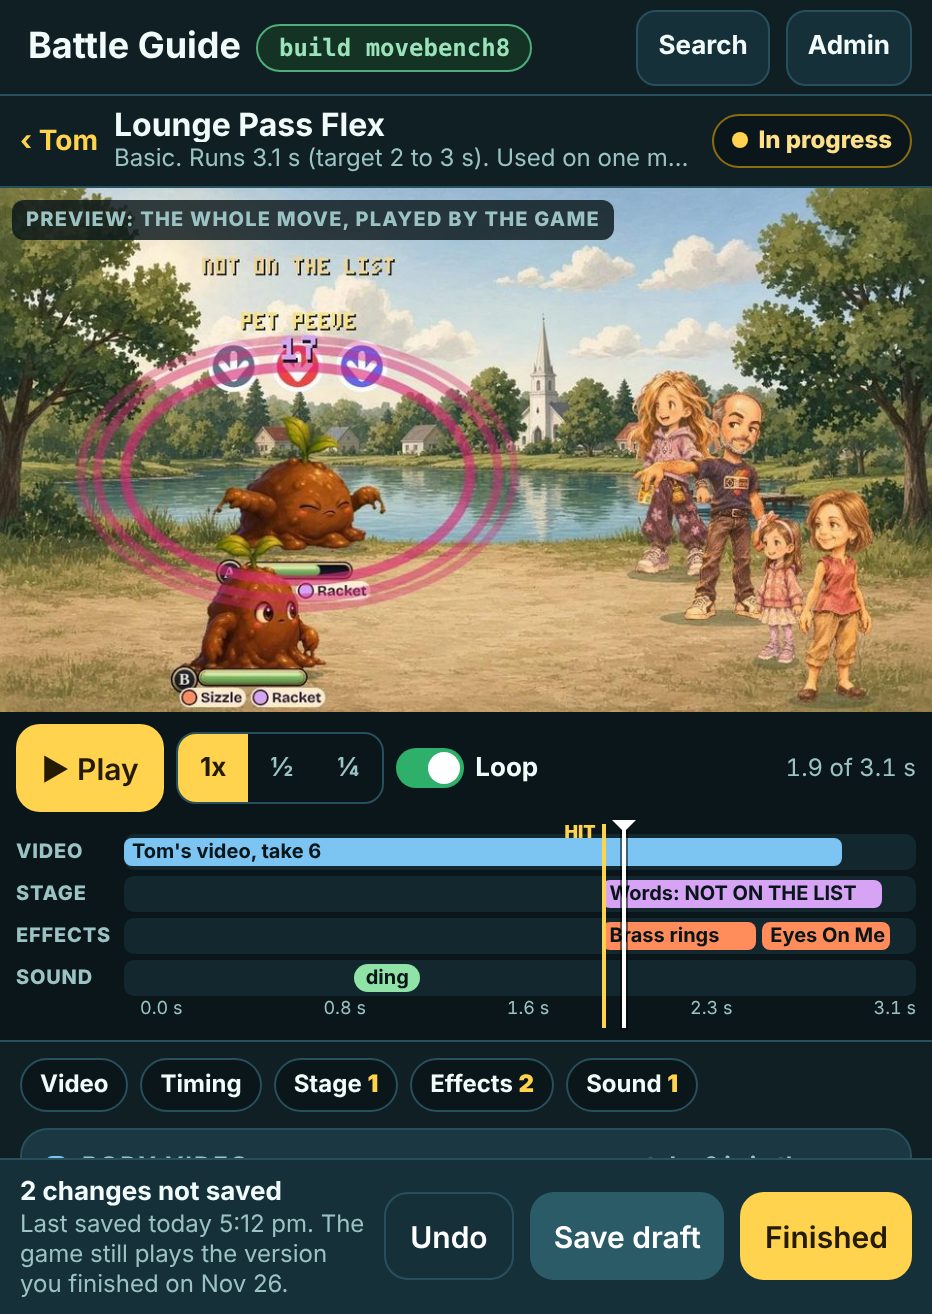 Battle Guide
build movebench8
Search
Admin
‹ Tom
Lounge Pass Flex
Basic. Runs 3.1 s (target 2 to 3 s). Used on one m...
In progress
PREVIEW: THE WHOLE MOVE, PLAYED BY THE GAME
NOT ON THE LIST
PET PEEVE
17
A
Racket
B
Sizzle
Racket
Play
1x
½
¼
Loop
1.9 of 3.1 s
HIT
VIDEO
Tom's video, take 6
STAGE
Words: NOT ON THE LIST
EFFECTS
Brass rings
Eyes On Me
SOUND
ding
0.0 s
0.8 s
1.6 s
2.3 s
3.1 s
Video
Timing
Stage 1
Effects 2
Sound 1
2 changes not saved
Last saved today 5:12 pm. The
game still plays the version
you finished on Nov 26.
Undo
Save draft
Finished